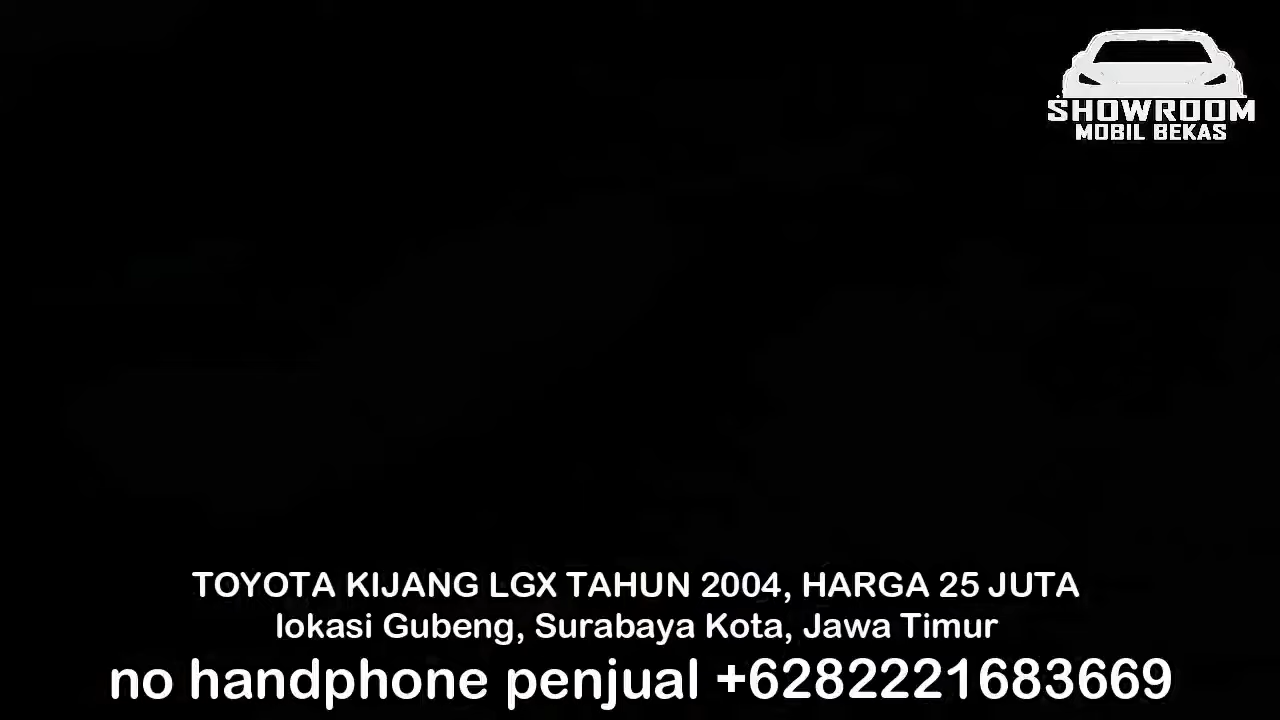 SHOWROOM
MOBIL BEKAS
TOYOTA KIJANG LGX TAHUN 2004, HARGA 25 JUTA
lokasi Gubeng, Surabaya Kota, Jawa Timur
no handphone penjual +6282221683669